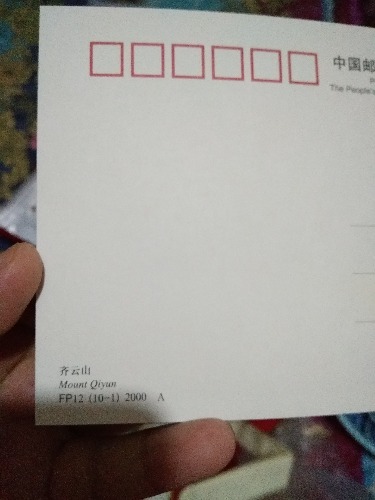 中国邮
The People's
齐云山
Mount Qiyun
FP12 (10-1) 2000 A